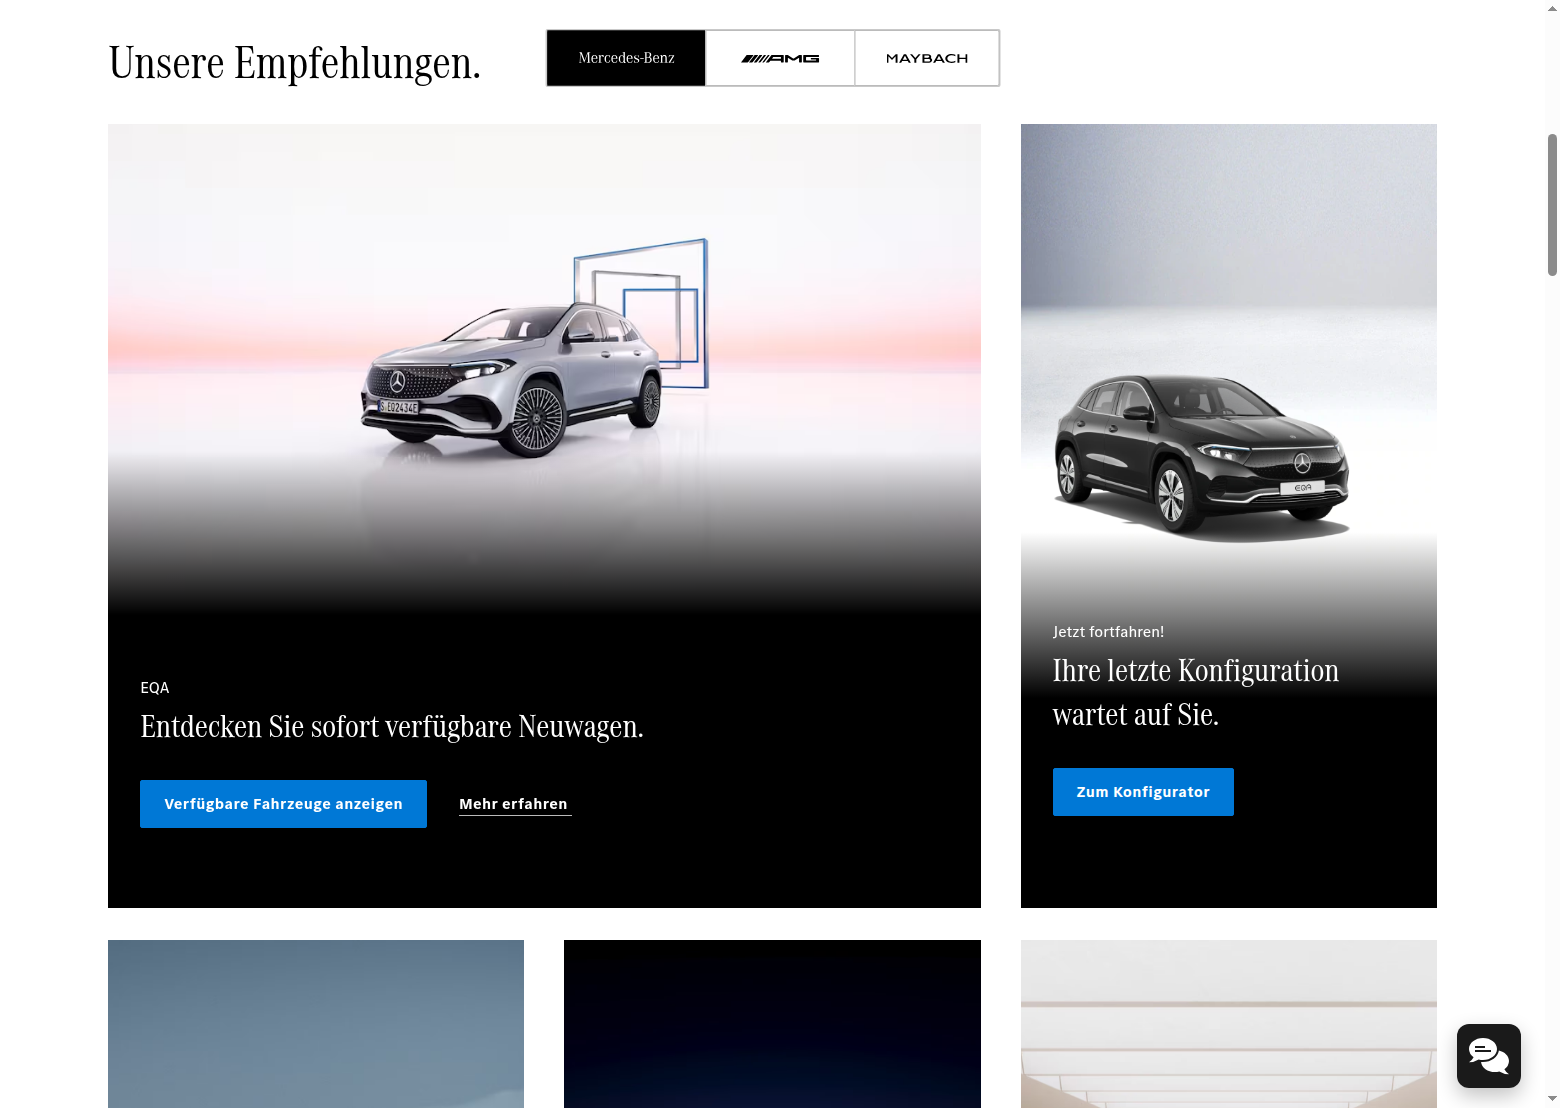 Unsere Empfehlungen.
Mercedes-Benz
AMG
MAYBACH
S·EQ2434E
EQA
EQA
Entdecken Sie sofort verfügbare Neuwagen.
Verfügbare Fahrzeuge anzeigen
Mehr erfahren
Jetzt fortfahren!
Ihre letzte Konfiguration
wartet auf Sie.
Zum Konfigurator